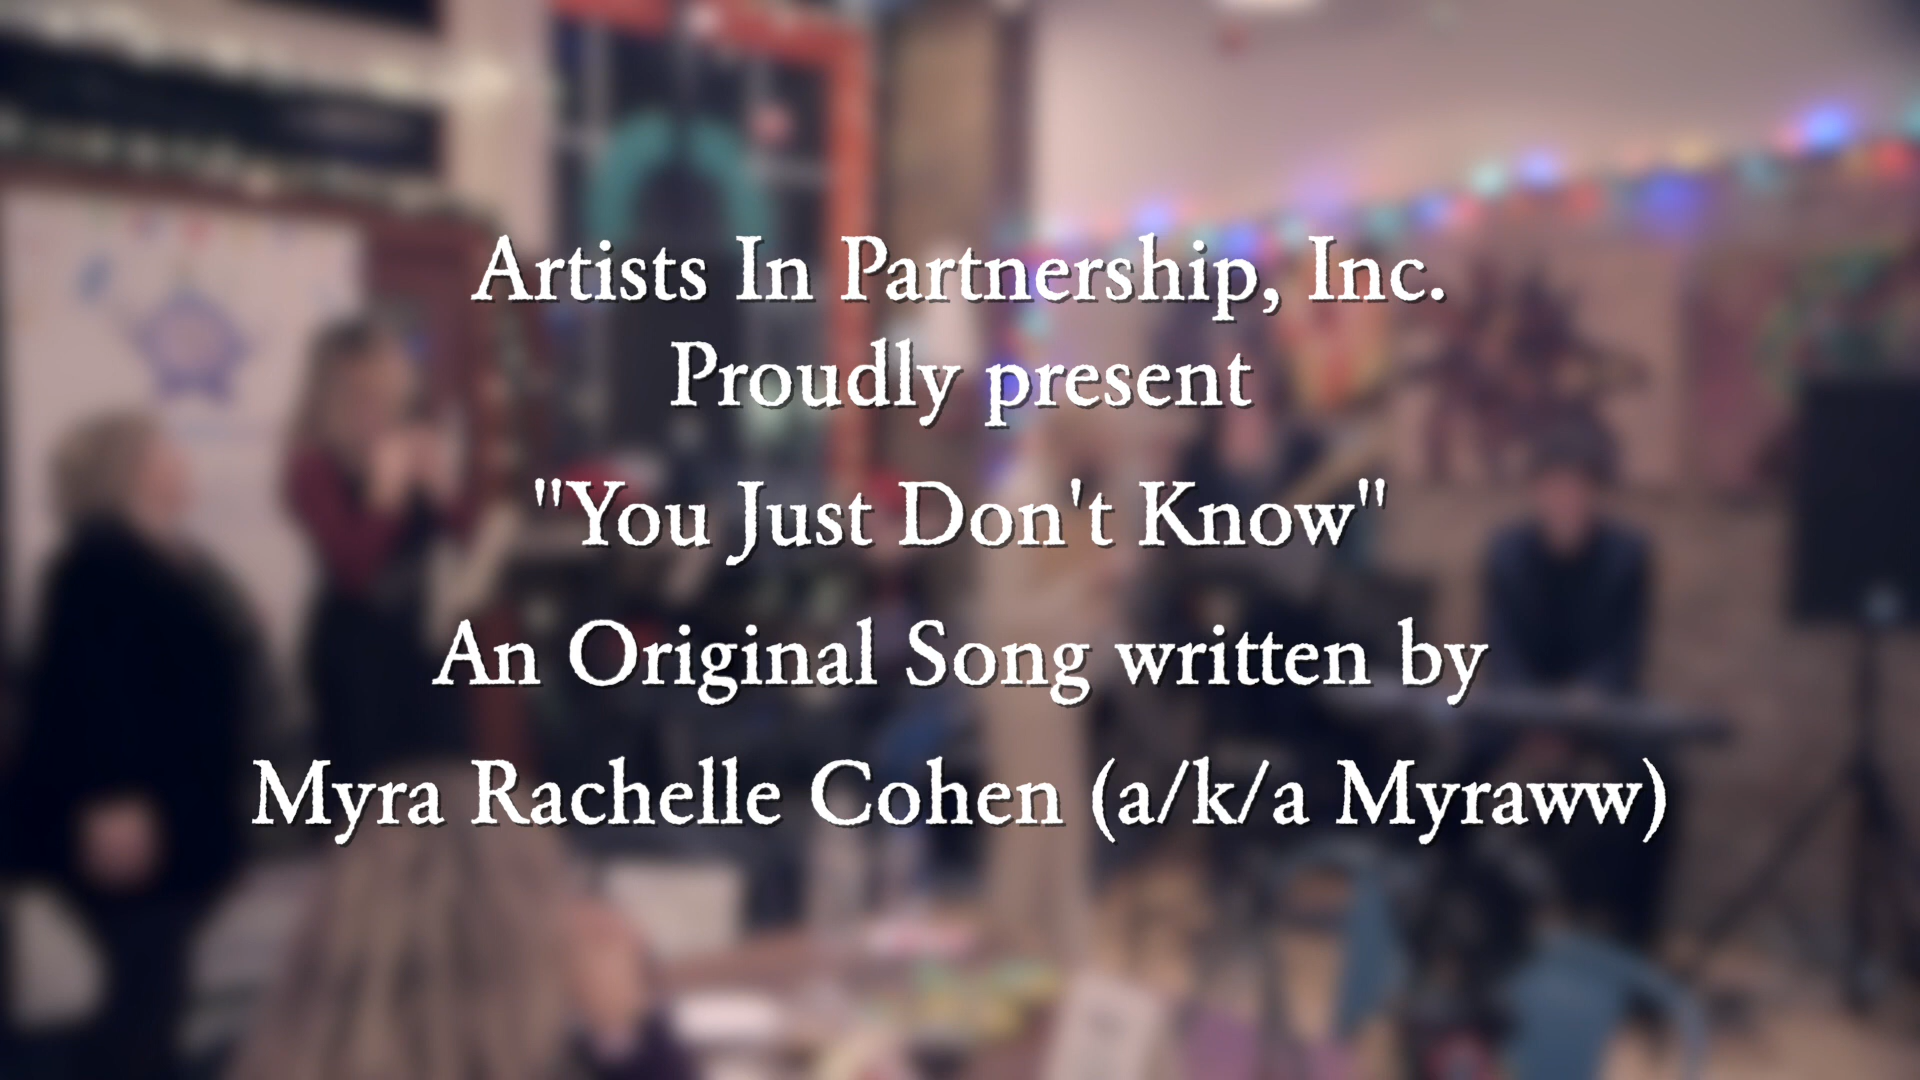 Artists In Partnership, Inc.
Proudly present
"You Just Don't Know"
An Original Song written by
Myra Rachelle Cohen (a/k/a Myraww)